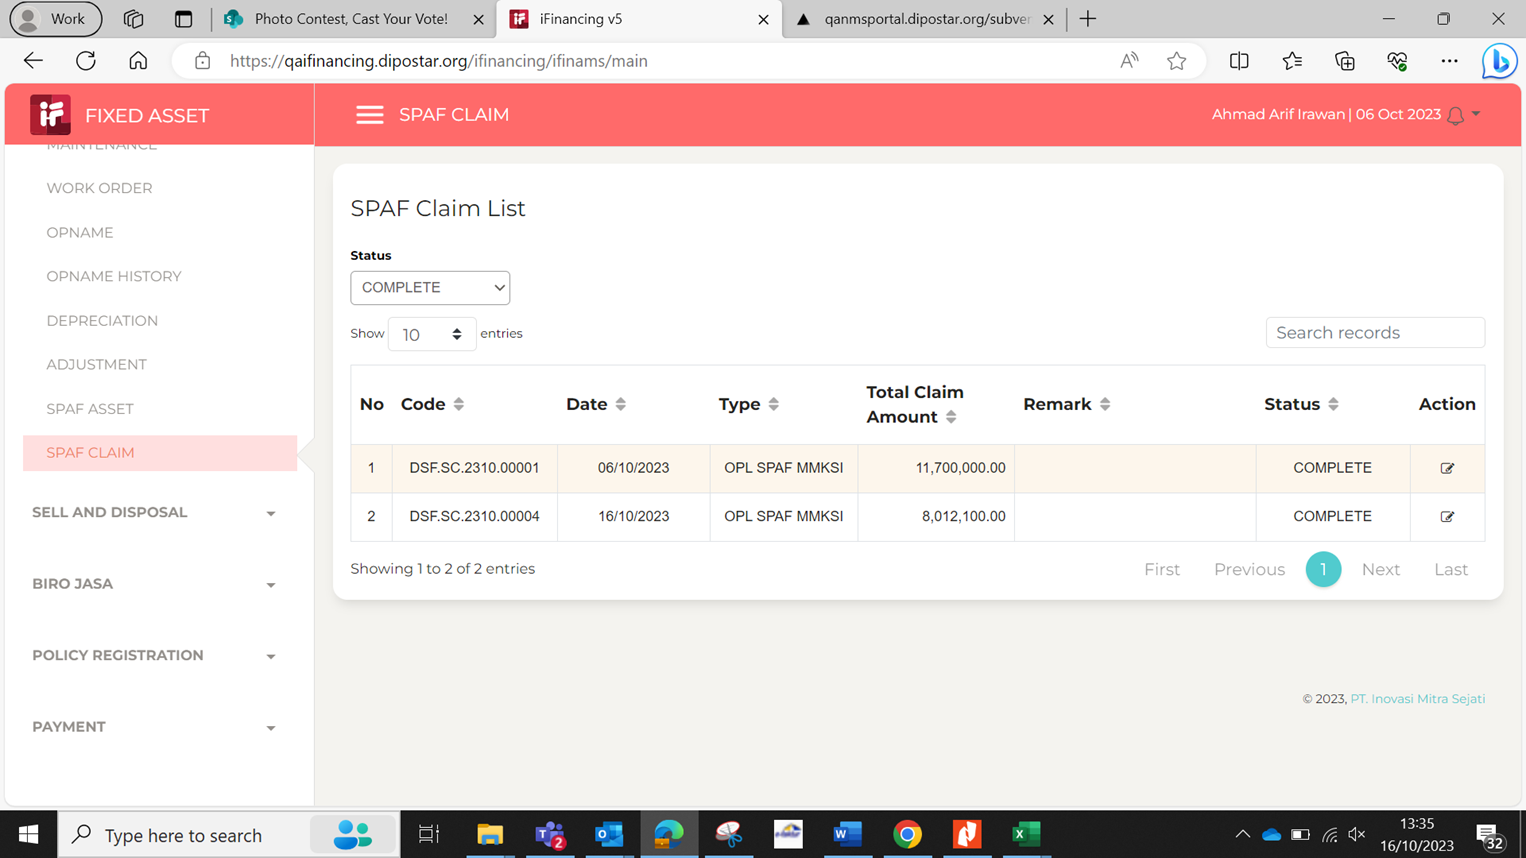 Work
Photo Contest, Cast Your Vote!
iFinancing v5
qanmsportal.dipostar.org/subver
https://qaifinancing.dipostar.org/ifinancing/ifinams/main
iF FIXED ASSET
SPAF CLAIM
Ahmad Arif Irawan | 06 Oct 2023
MAINTENANCE
WORK ORDER
OPNAME
OPNAME HISTORY
DEPRECIATION
ADJUSTMENT
SPAF ASSET
SPAF CLAIM
SELL AND DISPOSAL
BIRO JASA
POLICY REGISTRATION
PAYMENT
SPAF Claim List
Status
COMPLETE
Show 10 entries
Search records
No Code Date Type Total Claim Amount Remark Status Action
1 DSF.SC.2310.00001 06/10/2023 OPL SPAF MMKSI 11,700,000.00 COMPLETE
2 DSF.SC.2310.00004 16/10/2023 OPL SPAF MMKSI 8,012,100.00 COMPLETE
Showing 1 to 2 of 2 entries
First Previous 1 Next Last
© 2023, PT. Inovasi Mitra Sejati
Type here to search
13:35
16/10/2023
32